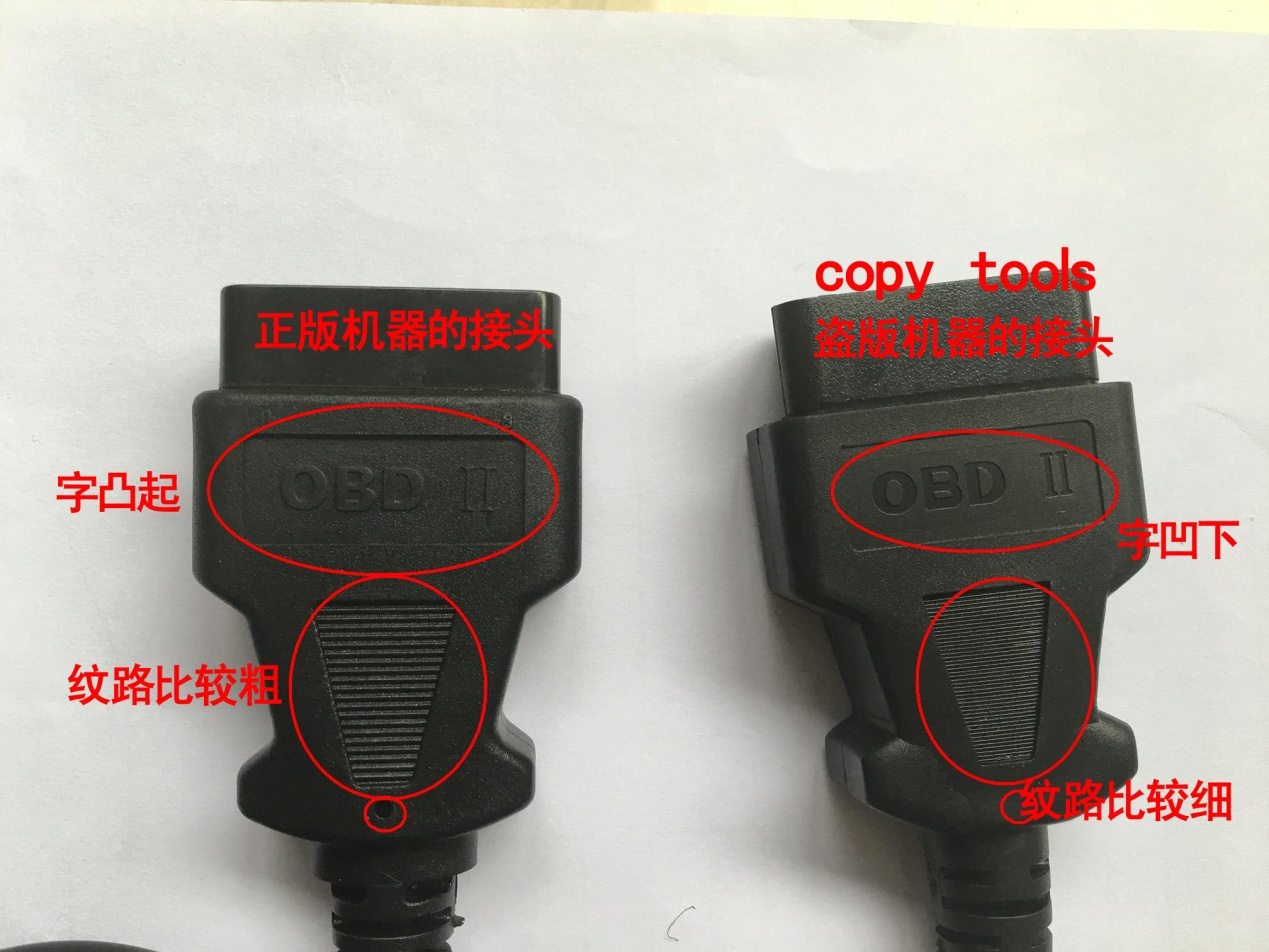 copy tools
正版机器的接头
盗版机器的接头
OBD II
OBD II
字凸起
字凹下
纹路比较粗
纹路比较细